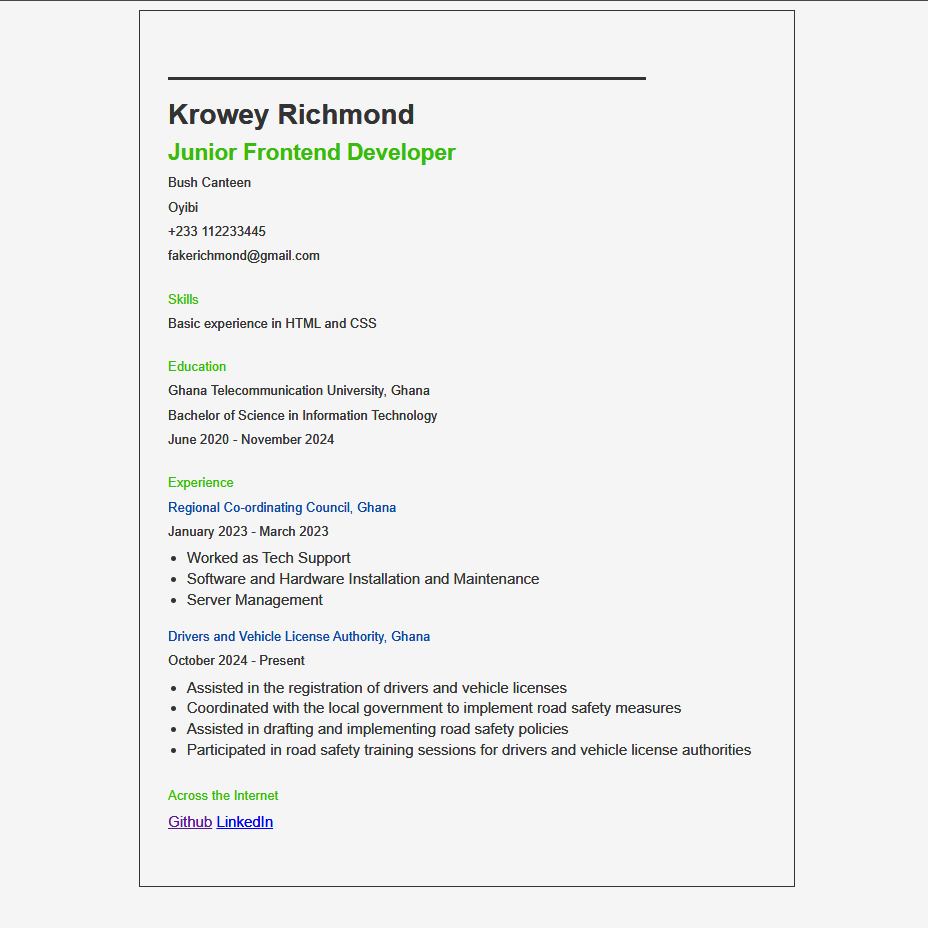 Krowey Richmond
Junior Frontend Developer
Bush Canteen
Oyibi
+233 112233445
fakerichmond@gmail.com
Skills
Basic experience in HTML and CSS
Education
Ghana Telecommunication University, Ghana
Bachelor of Science in Information Technology
June 2020 - November 2024
Experience
Regional Co-ordinating Council, Ghana
January 2023 - March 2023
• Worked as Tech Support
• Software and Hardware Installation and Maintenance
• Server Management
Drivers and Vehicle License Authority, Ghana
October 2024 - Present
• Assisted in the registration of drivers and vehicle licenses
• Coordinated with the local government to implement road safety measures
• Assisted in drafting and implementing road safety policies
• Participated in road safety training sessions for drivers and vehicle license authorities
Across the Internet
Github LinkedIn